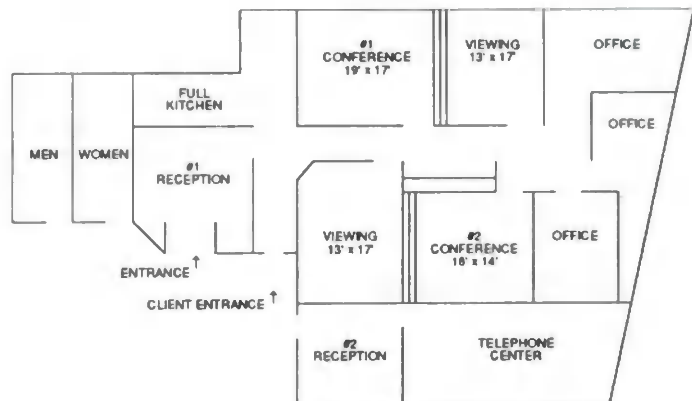 #1
CONFERENCE
19' x 17'
VIEWING
13' x 17'
OFFICE
FULL
KITCHEN
OFFICE
MEN
WOMEN
#1
RECEPTION
VIEWING
13' x 17'
#2
CONFERENCE
16' x 14'
OFFICE
ENTRANCE ↑
CLIENT ENTRANCE ↑
#2
RECEPTION
TELEPHONE
CENTER